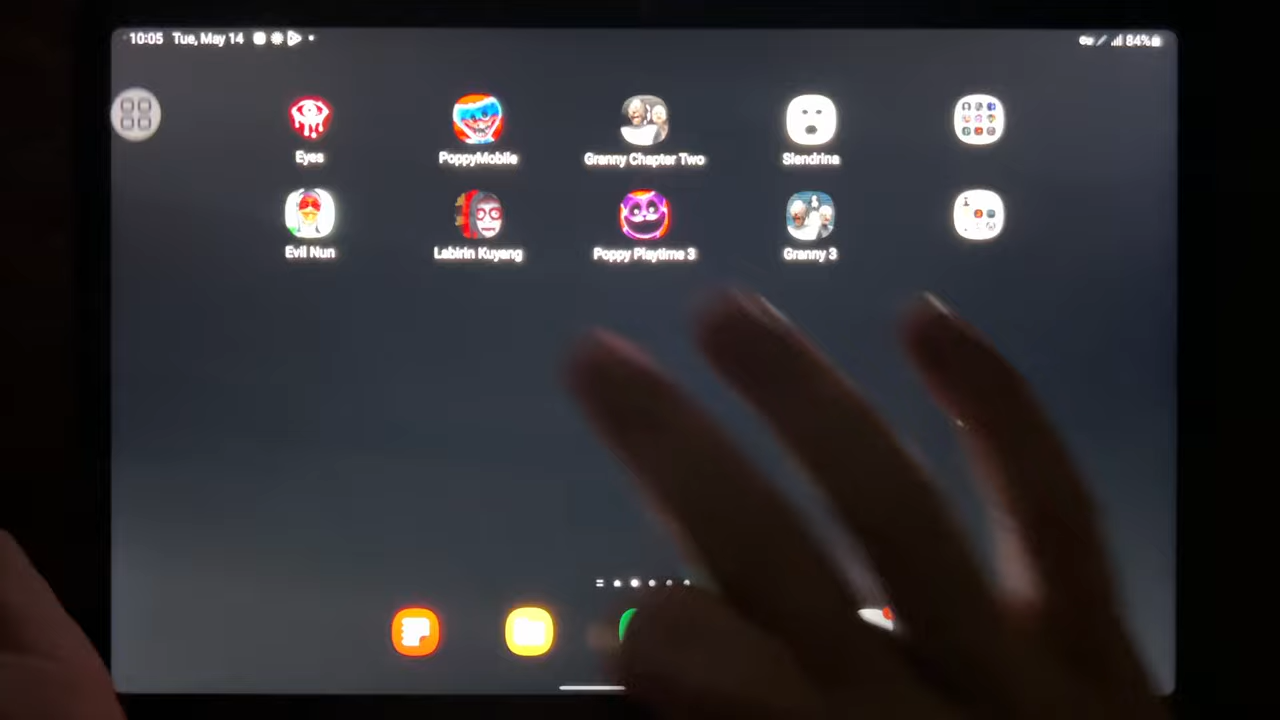 10:05 Tue, May 14
84%
Eyes
PoppyMobile
Granny Chapter Two
Slendrina
Evil Nun
Labirin Kuyang
Poppy Playtime 3
Granny 3